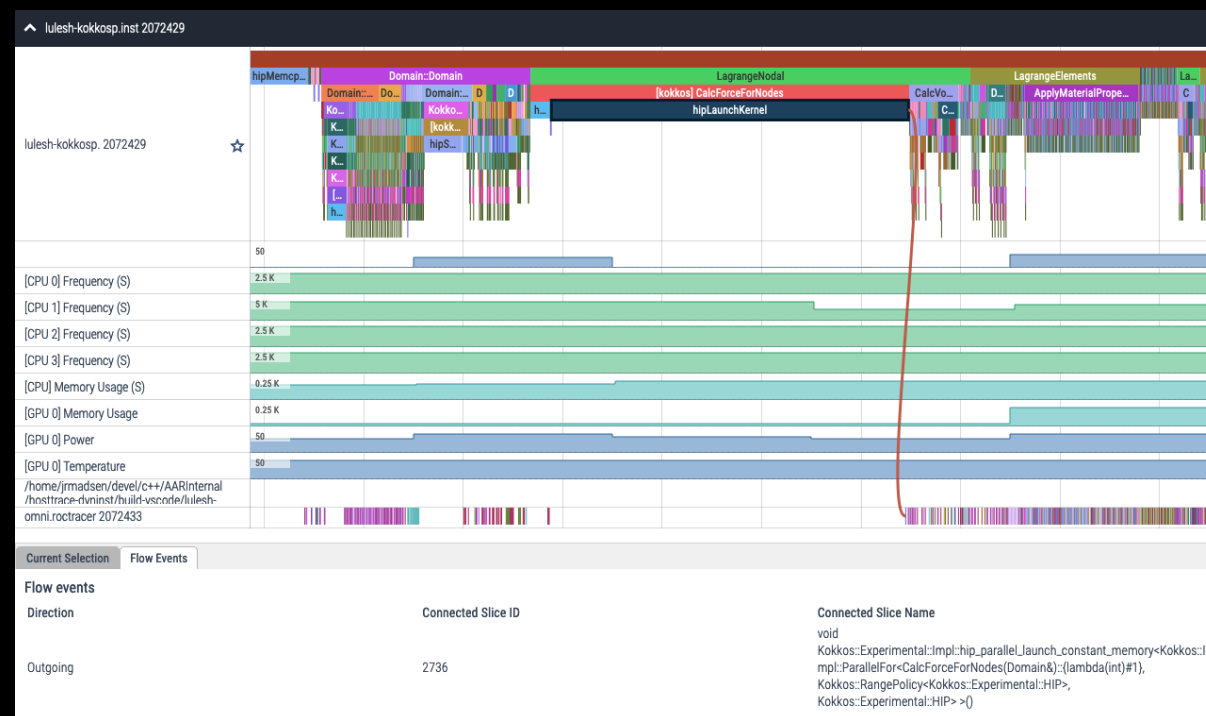 lulesh-kokkosp.inst 2072429
hipMemcp...
Domain::Domain
LagrangeNodal
LagrangeElements
La...
Domain::... Do... Domain:... D D
[kokkos] CalcForceForNodes
CalcVo... D... ApplyMaterialPrope... C
Ko... Kokko... h... hipLaunchKernel C...
K... [kokk...
lulesh-kokkosp. 2072429
K... hipS...
K...
K...
[...
h...
50
[CPU 0] Frequency (S) 2.5 K
[CPU 1] Frequency (S) 5 K
[CPU 2] Frequency (S) 2.5 K
[CPU 3] Frequency (S) 2.5 K
[CPU] Memory Usage (S) 0.25 K
[GPU 0] Memory Usage 0.25 K
[GPU 0] Power 50
[GPU 0] Temperature 50
/home/jrmadsen/devel/c++/AARInternal
/hosttrace-dyninst/build-vscode/lulesh-
omni.roctracer 2072433
Current Selection Flow Events
Flow events
Direction Connected Slice ID Connected Slice Name
void
Kokkos::Experimental::Impl::hip_parallel_launch_constant_memory<Kokkos::I
Outgoing 2736 mpl::ParallelFor<CalcForceForNodes(Domain&)::{lambda(int)#1},
Kokkos::RangePolicy<Kokkos::Experimental::HIP>,
Kokkos::Experimental::HIP> >()